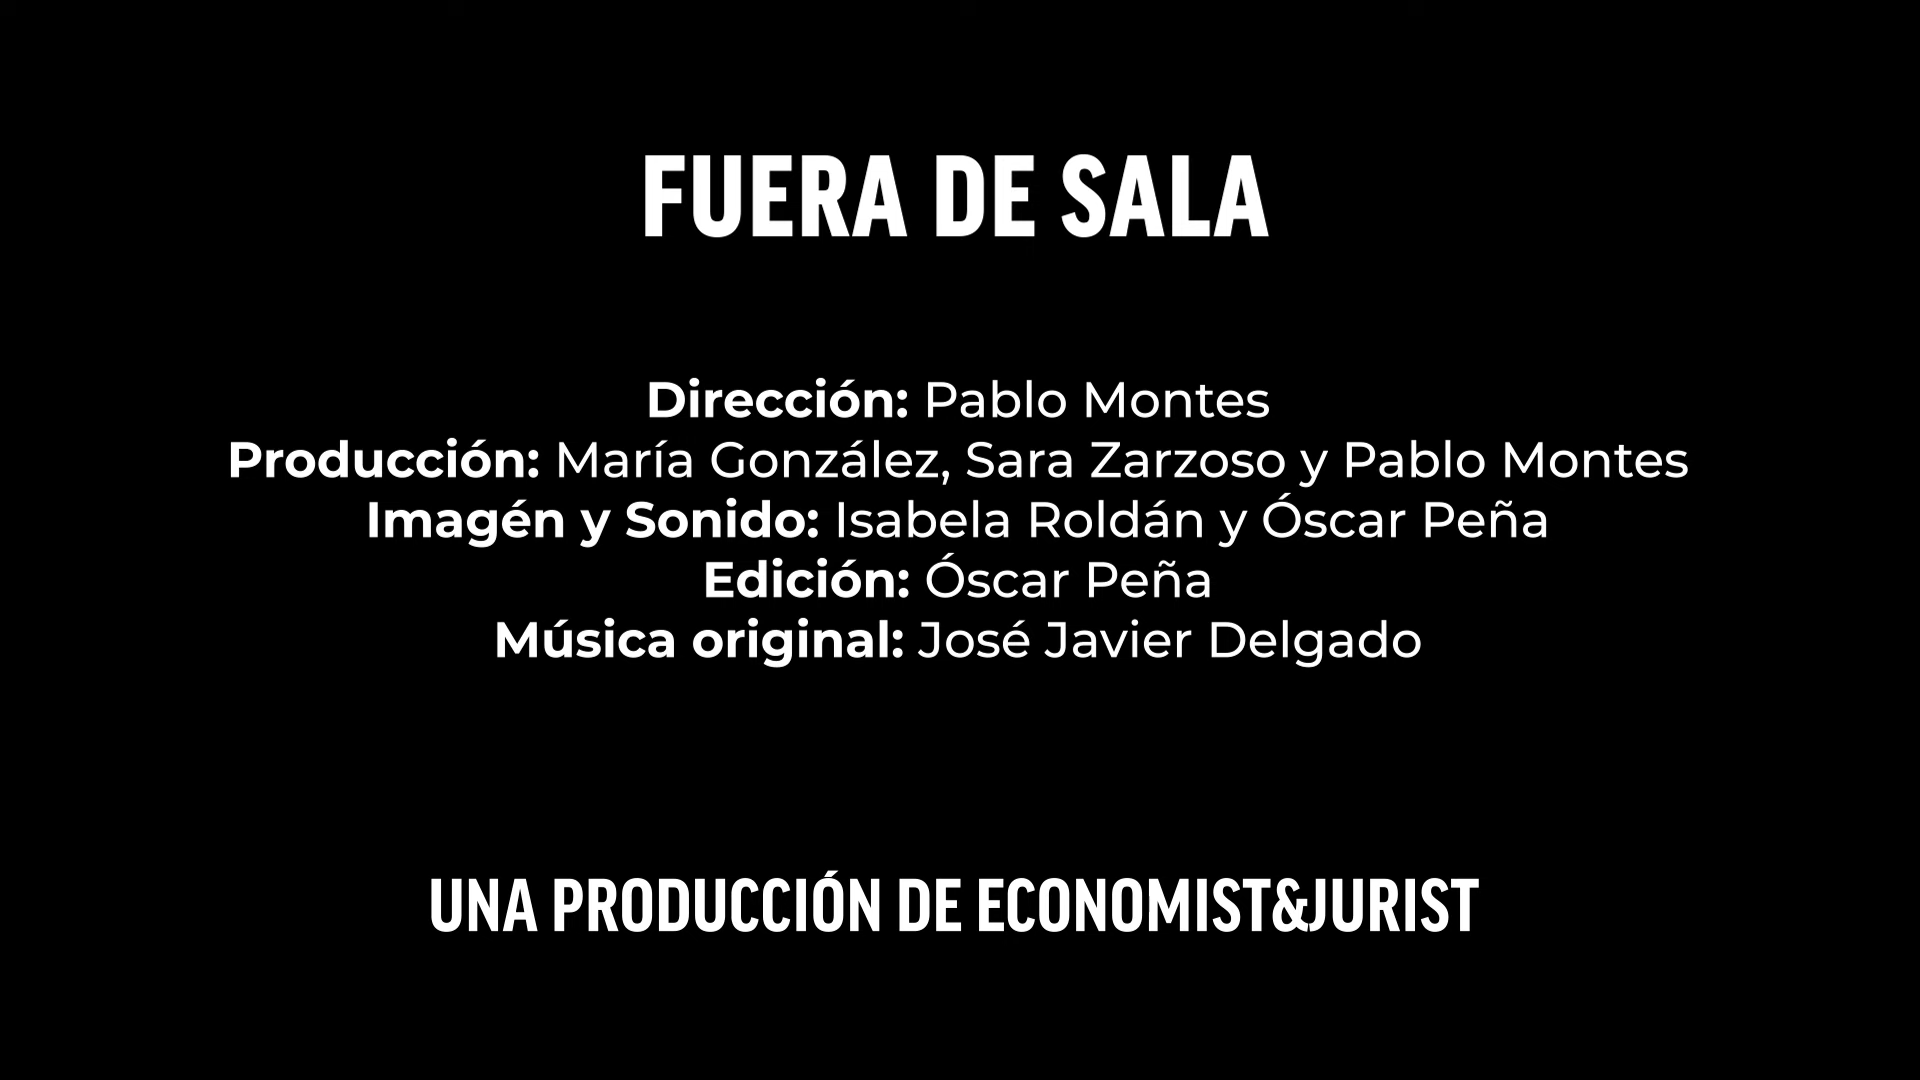 FUERA DE SALA
Dirección: Pablo Montes
Producción: María González, Sara Zarzoso y Pablo Montes
Imagén y Sonido: Isabela Roldán y Óscar Peña
Edición: Óscar Peña
Música original: José Javier Delgado
UNA PRODUCCIÓN DE ECONOMIST&JURIST